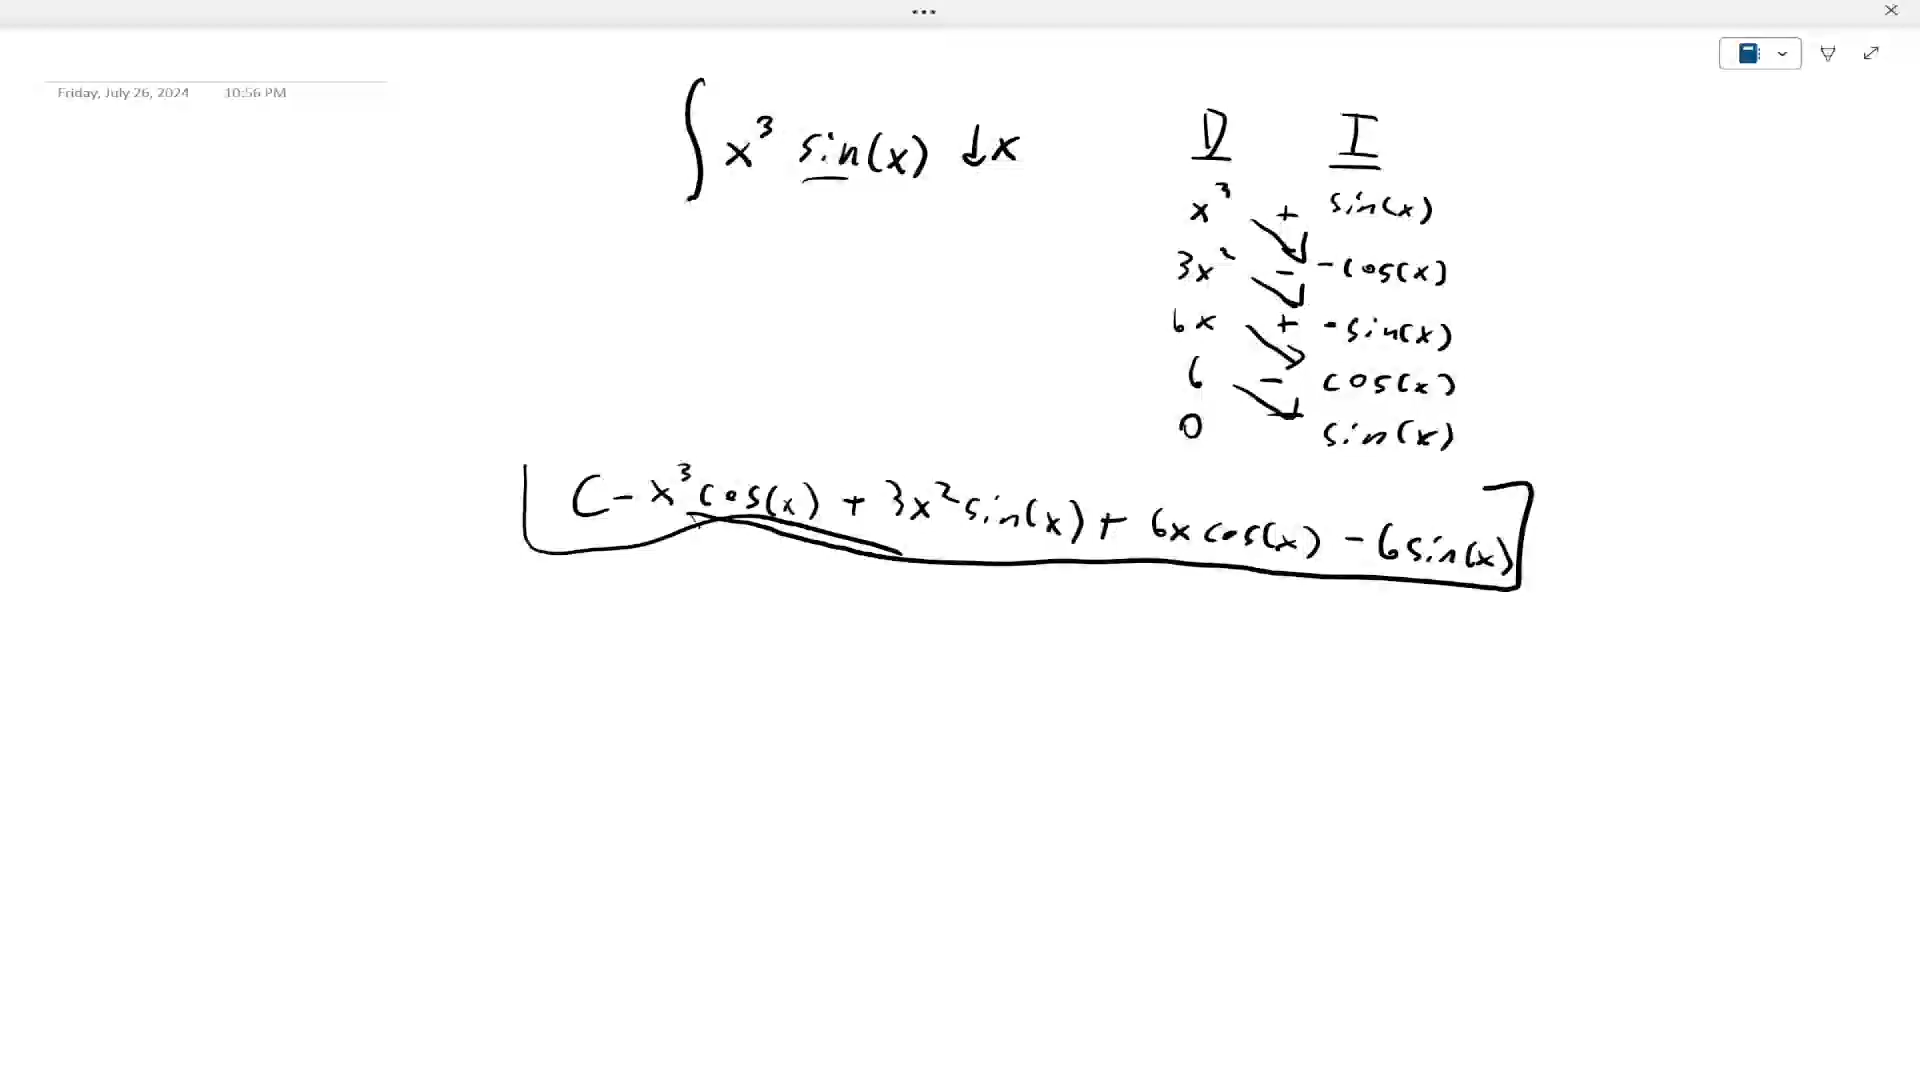 Friday, July 26, 2024 10:56 PM
∫ x³ sin(x) dx
D I
x³ + sin(x)
3x² - -cos(x)
6x + -sin(x)
6 - cos(x)
0 sin(x)
C - x³cos(x) + 3x²sin(x) + 6x cos(x) - 6sin(x)